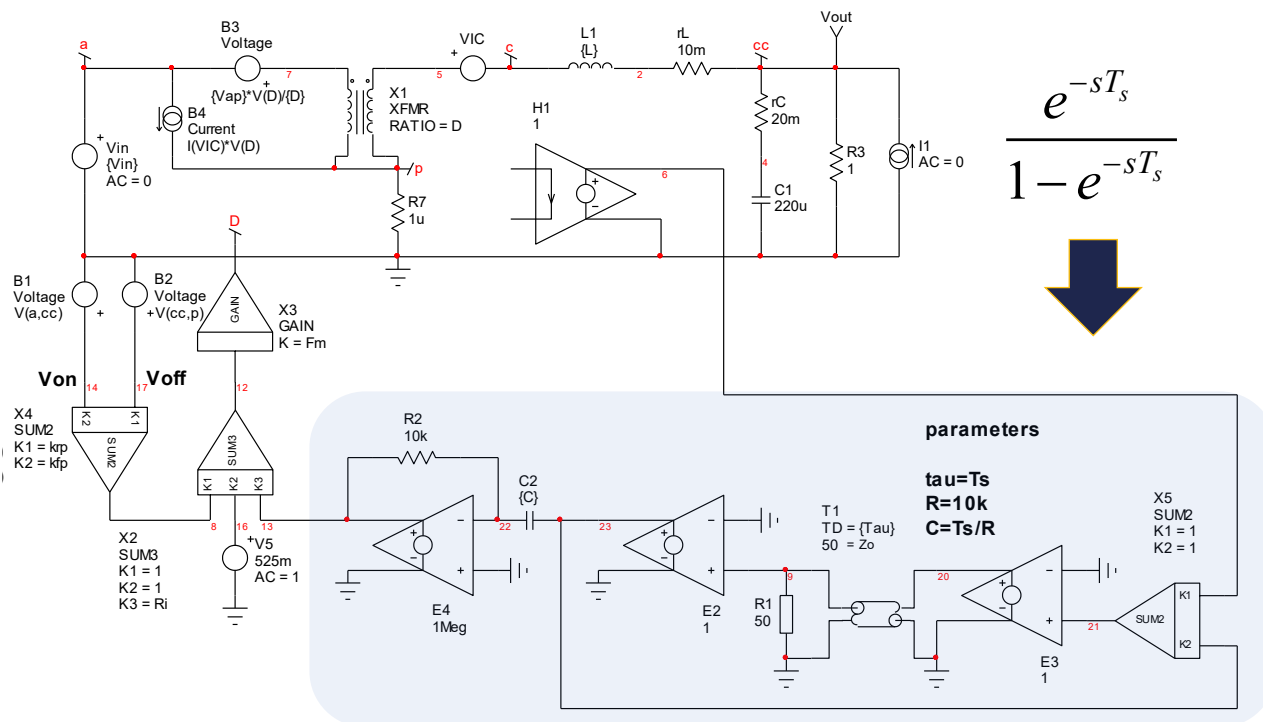 a
B3
Voltage
7
{Vap}*V(D)/{D}
+
B4
Current
I(VIC)*V(D)
X1
XFMR
RATIO = D
5
VIC
+
c
L1
{L}
2
rL
10m
cc
Vout
+
Vin
{Vin}
AC = 0
p
R7
1u
H1
1
6
+
−
rC
20m
4
C1
220u
R3
1
I1
AC = 0
e^{-sT_s}
1 − e^{-sT_s}
D
B1
Voltage
V(a,cc)
+
B2
Voltage
+V(cc,p)
X3
GAIN
K = Fm
GAIN
Von
14
Voff
17
12
X4
SUM2
K1 = krp
K2 = kfp
K2
K1
SUM2
SUM3
K1
K2
K3
8
16
13
X2
SUM3
K1 = 1
K2 = 1
K3 = Ri
+
V5
525m
AC = 1
R2
10k
C2
{C}
22
23
−
+
+
−
E4
1Meg
−
+
+
−
E2
1
T1
TD = {Tau}
50 = Zo
9
R1
50
20
−
+
+
−
E3
1
21
parameters
tau=Ts
R=10k
C=Ts/R
X5
SUM2
K1 = 1
K2 = 1
K1
SUM2
K2